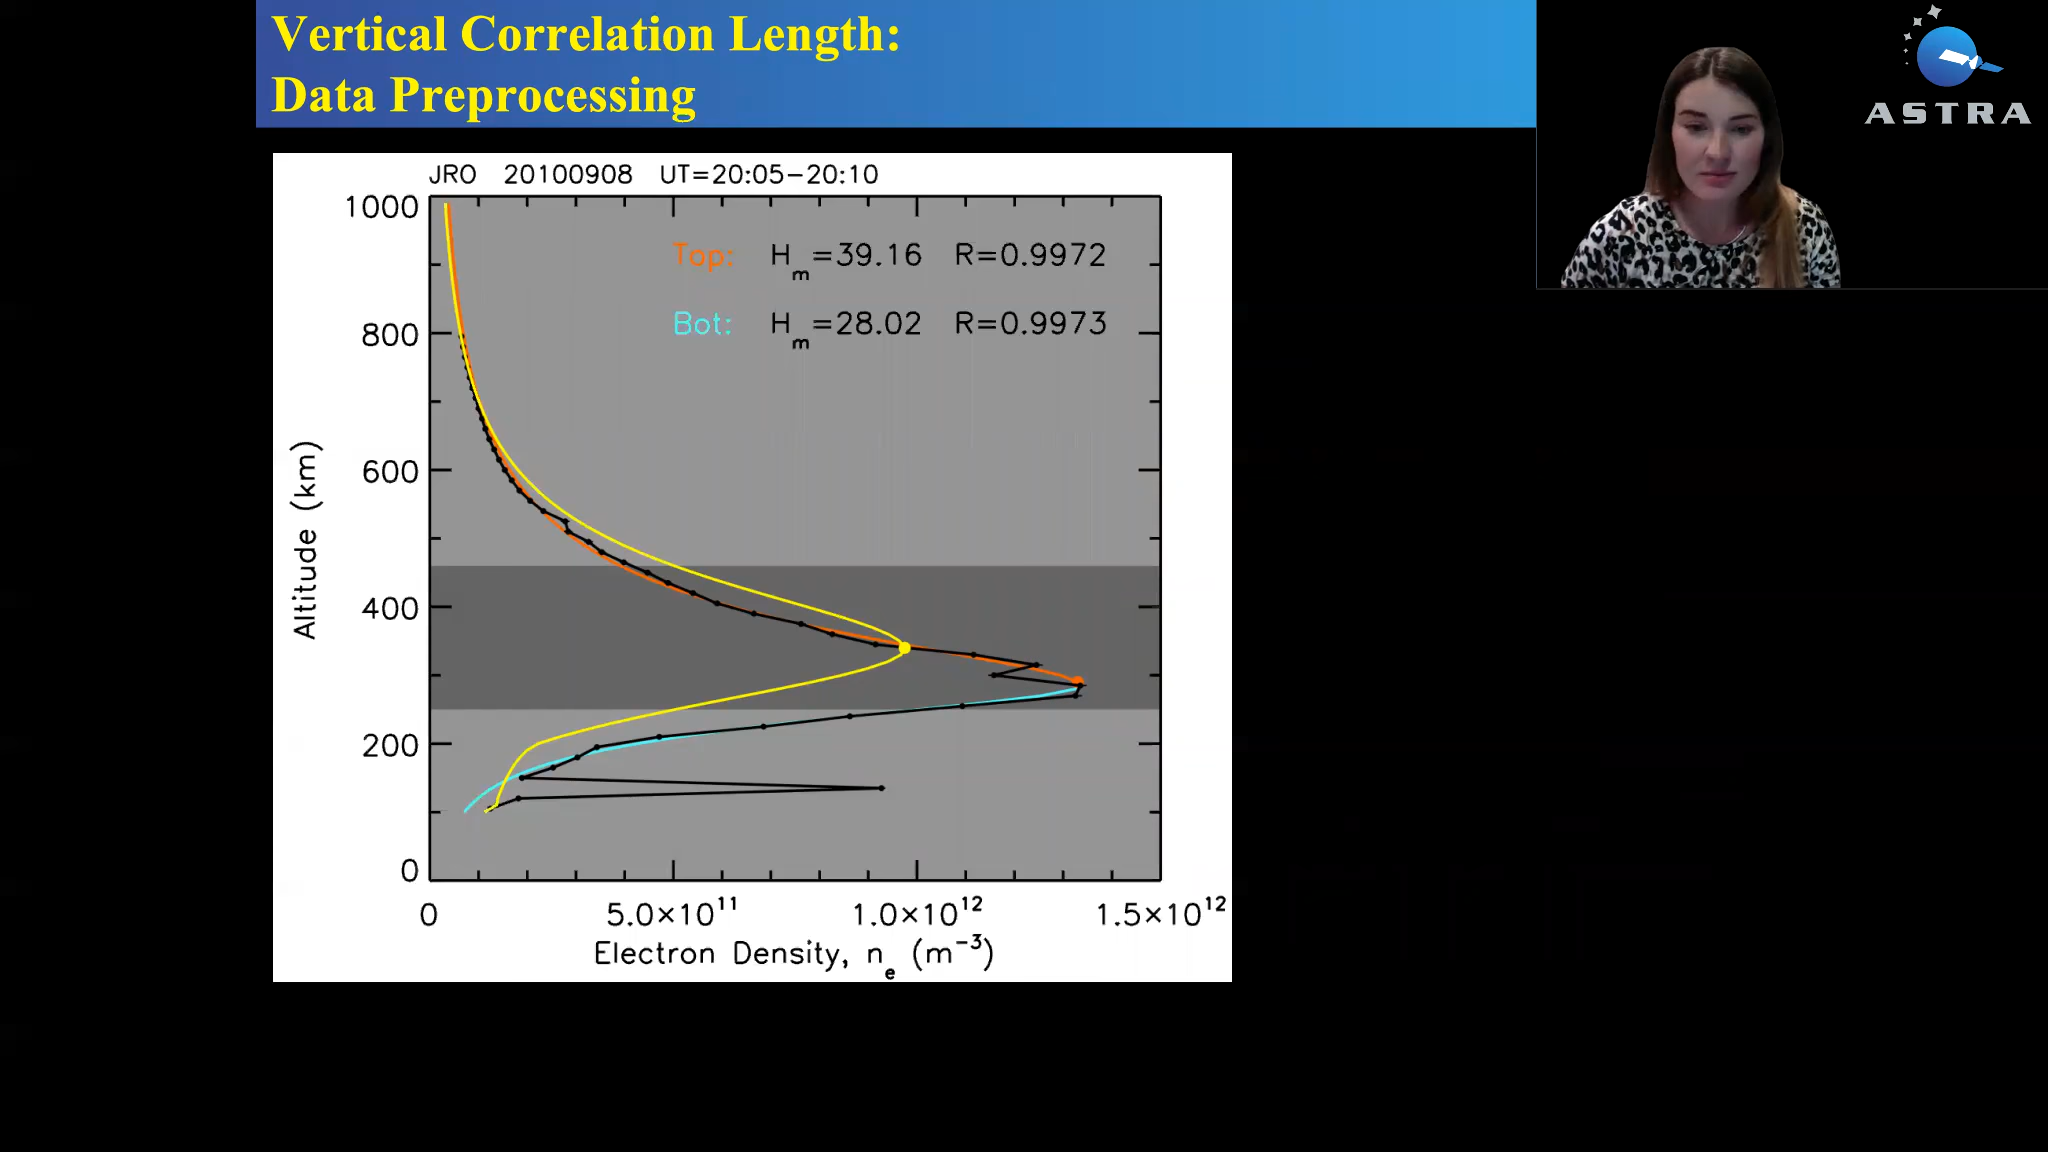 Vertical Correlation Length:
Data Preprocessing
ASTRA
JRO 20100908 UT=20:05−20:10
1000
800
600
400
200
0
Altitude (km)
Top: Hm=39.16 R=0.9972
Bot: Hm=28.02 R=0.9973
0 5.0×10¹¹ 1.0×10¹² 1.5×10¹²
Electron Density, ne (m⁻³)